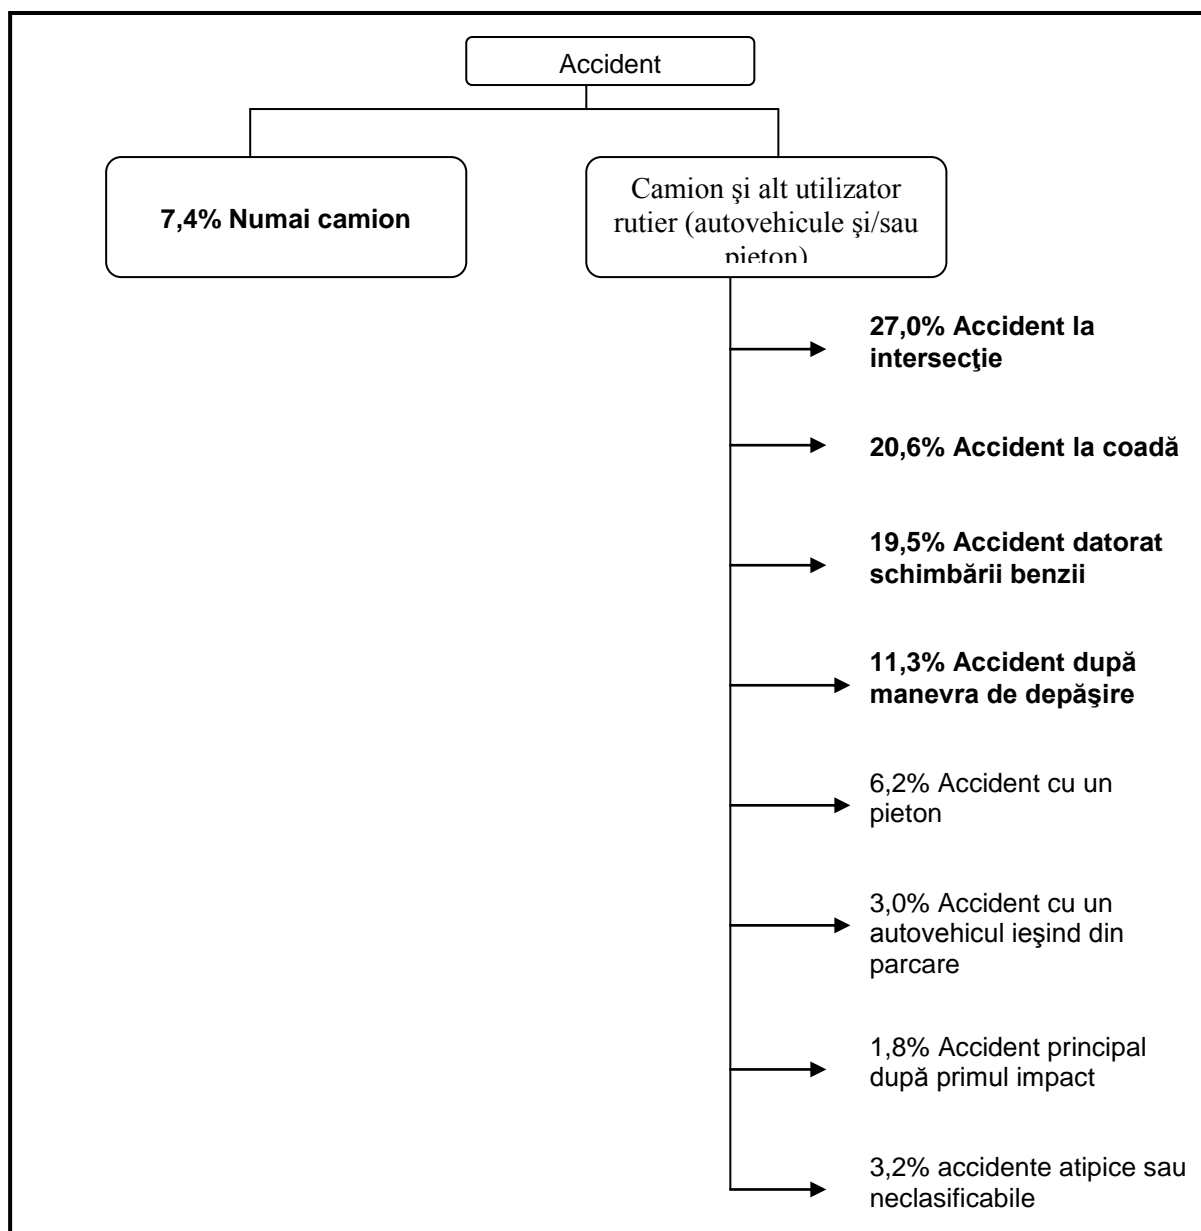 Accident
7,4% Numai camion
Camion şi alt utilizator
rutier (autovehicule şi/sau
pieton)
27,0% Accident la
intersecţie
20,6% Accident la coadă
19,5% Accident datorat
schimbării benzii
11,3% Accident după
manevra de depăşire
6,2% Accident cu un
pieton
3,0% Accident cu un
autovehicul ieşind din
parcare
1,8% Accident principal
după primul impact
3,2% accidente atipice sau
neclasificabile